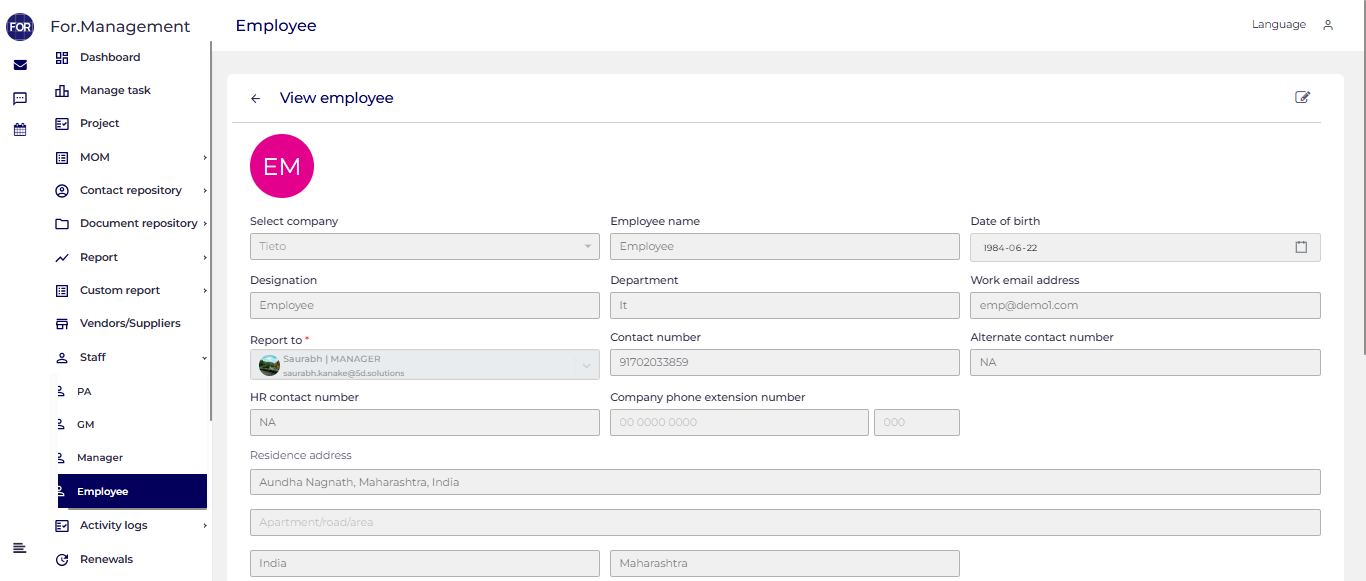 FOR For.Management
Employee
Language
Dashboard
Manage task
Project
MOM
Contact repository
Document repository
Report
Custom report
Vendors/Suppliers
Staff
PA
GM
Manager
Employee
Activity logs
Renewals
View employee
EM
Select company Employee name Date of birth
Tieto Employee 1984-06-22
Designation Department Work email address
Employee It emp@demo1.com
Report to * Contact number Alternate contact number
Saurabh | MANAGER
saurabh.kanake@5d.solutions
91702033859 NA
HR contact number Company phone extension number
NA 00 0000 0000 000
Residence address
Aundha Nagnath, Maharashtra, India
Apartment/road/area
India Maharashtra